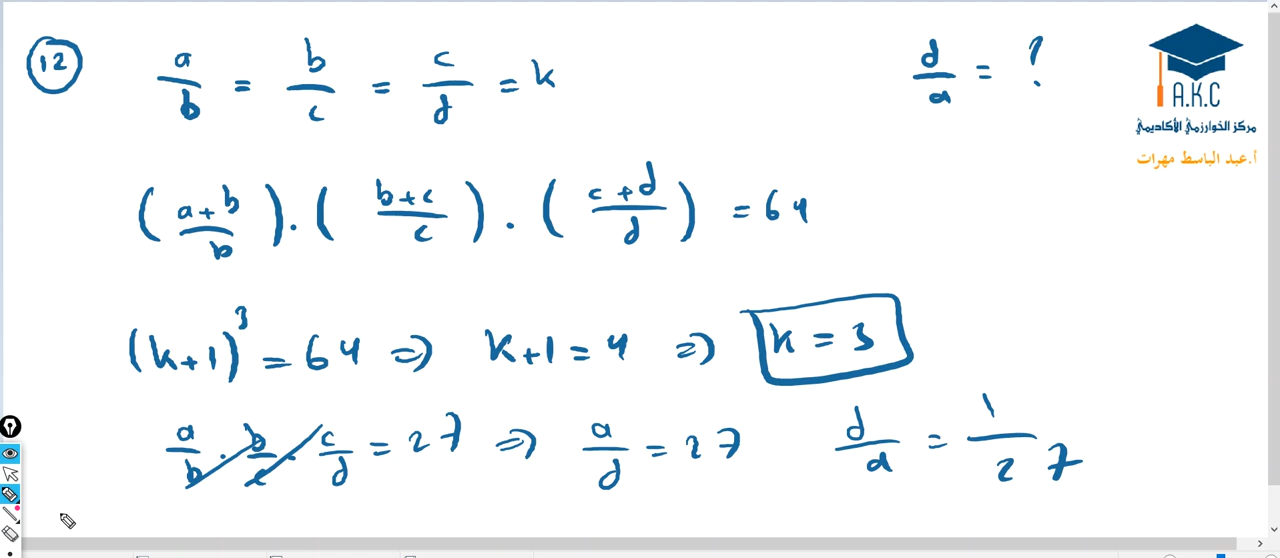 12 a/b = b/c = c/d = k d/a = ?
A.K.C
مركز الخوارزمي الأكاديمي
أ.عبد الباسط مهرات
(a+b/b).(b+c/c).(c+d/d) = 64
(k+1)³ = 64 ⇒ k+1 = 4 ⇒ k = 3
a/b . b/c . c/d = 27 ⇒ a/d = 27 d/a = 1/27